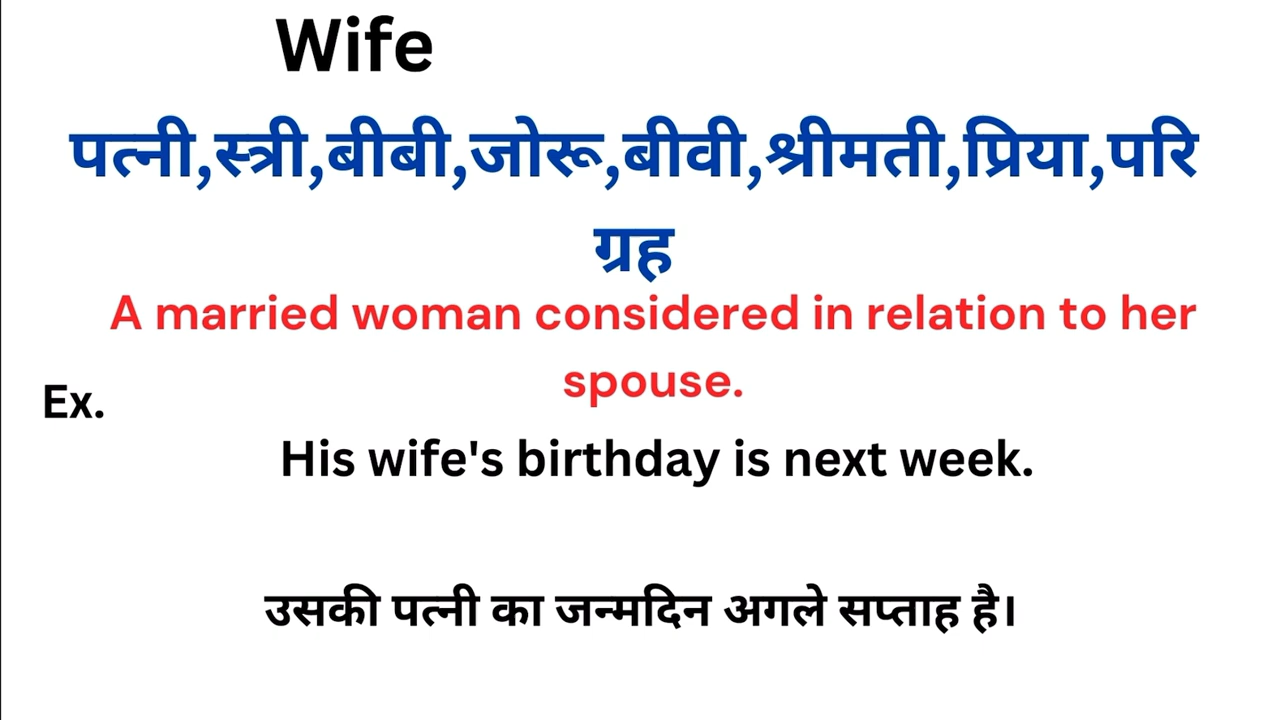 Wife
पत्नी,स्त्री,बीबी,जोरू,बीवी,श्रीमती,प्रिया,परि
ग्रह
A married woman considered in relation to her
spouse.
Ex.
His wife's birthday is next week.
उसकी पत्नी का जन्मदिन अगले सप्ताह है।